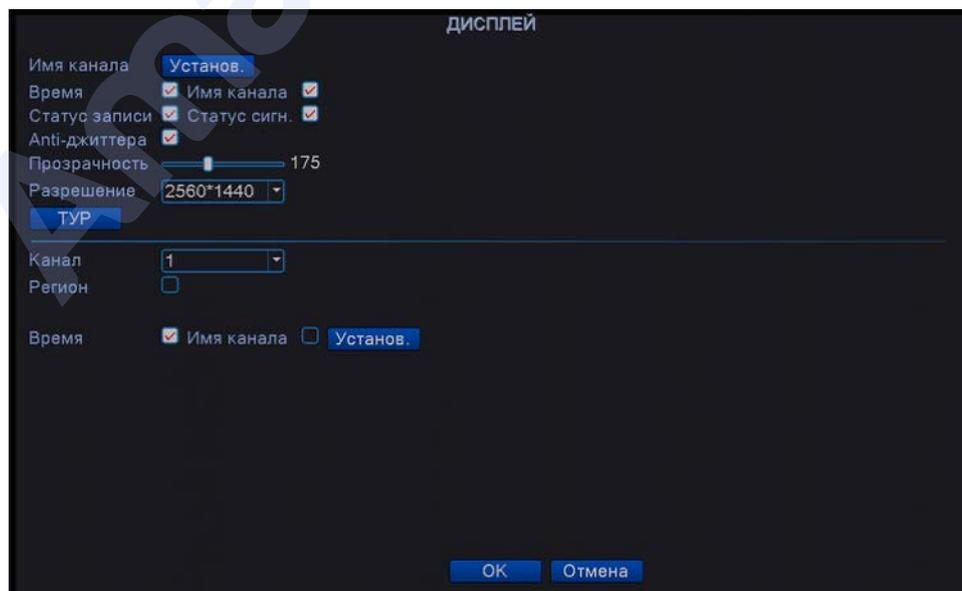 ДИСПЛЕЙ
Имя канала Установ.
Время Имя канала
Статус записи Статус сигн.
Anti-джиттера
Прозрачность 175
Разрешение 2560*1440
ТУР
Канал 1
Регион
Время Имя канала Установ.
OK Отмена